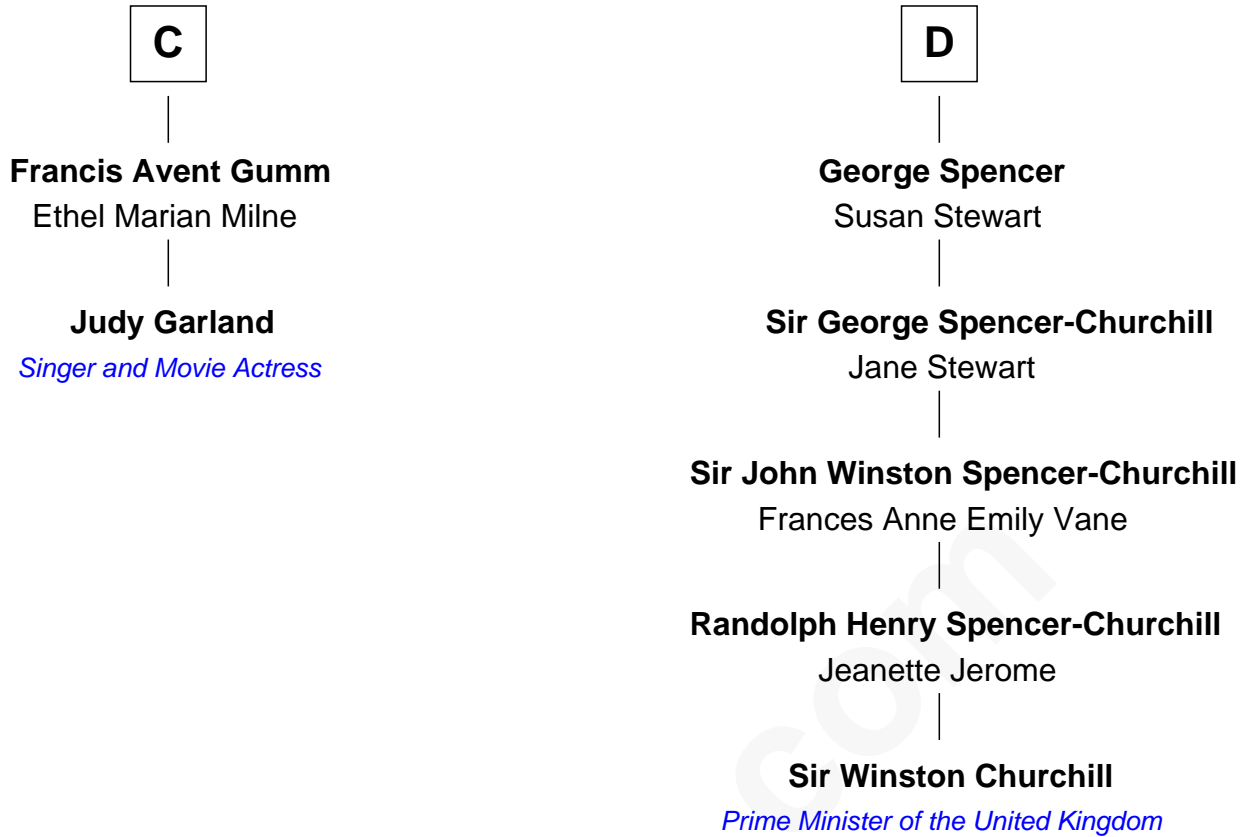 C
Francis Avent Gumm
Ethel Marian Milne
Judy Garland
Singer and Movie Actress
D
George Spencer
Susan Stewart
Sir George Spencer-Churchill
Jane Stewart
Sir John Winston Spencer-Churchill
Frances Anne Emily Vane
Randolph Henry Spencer-Churchill
Jeanette Jerome
Sir Winston Churchill
Prime Minister of the United Kingdom
com